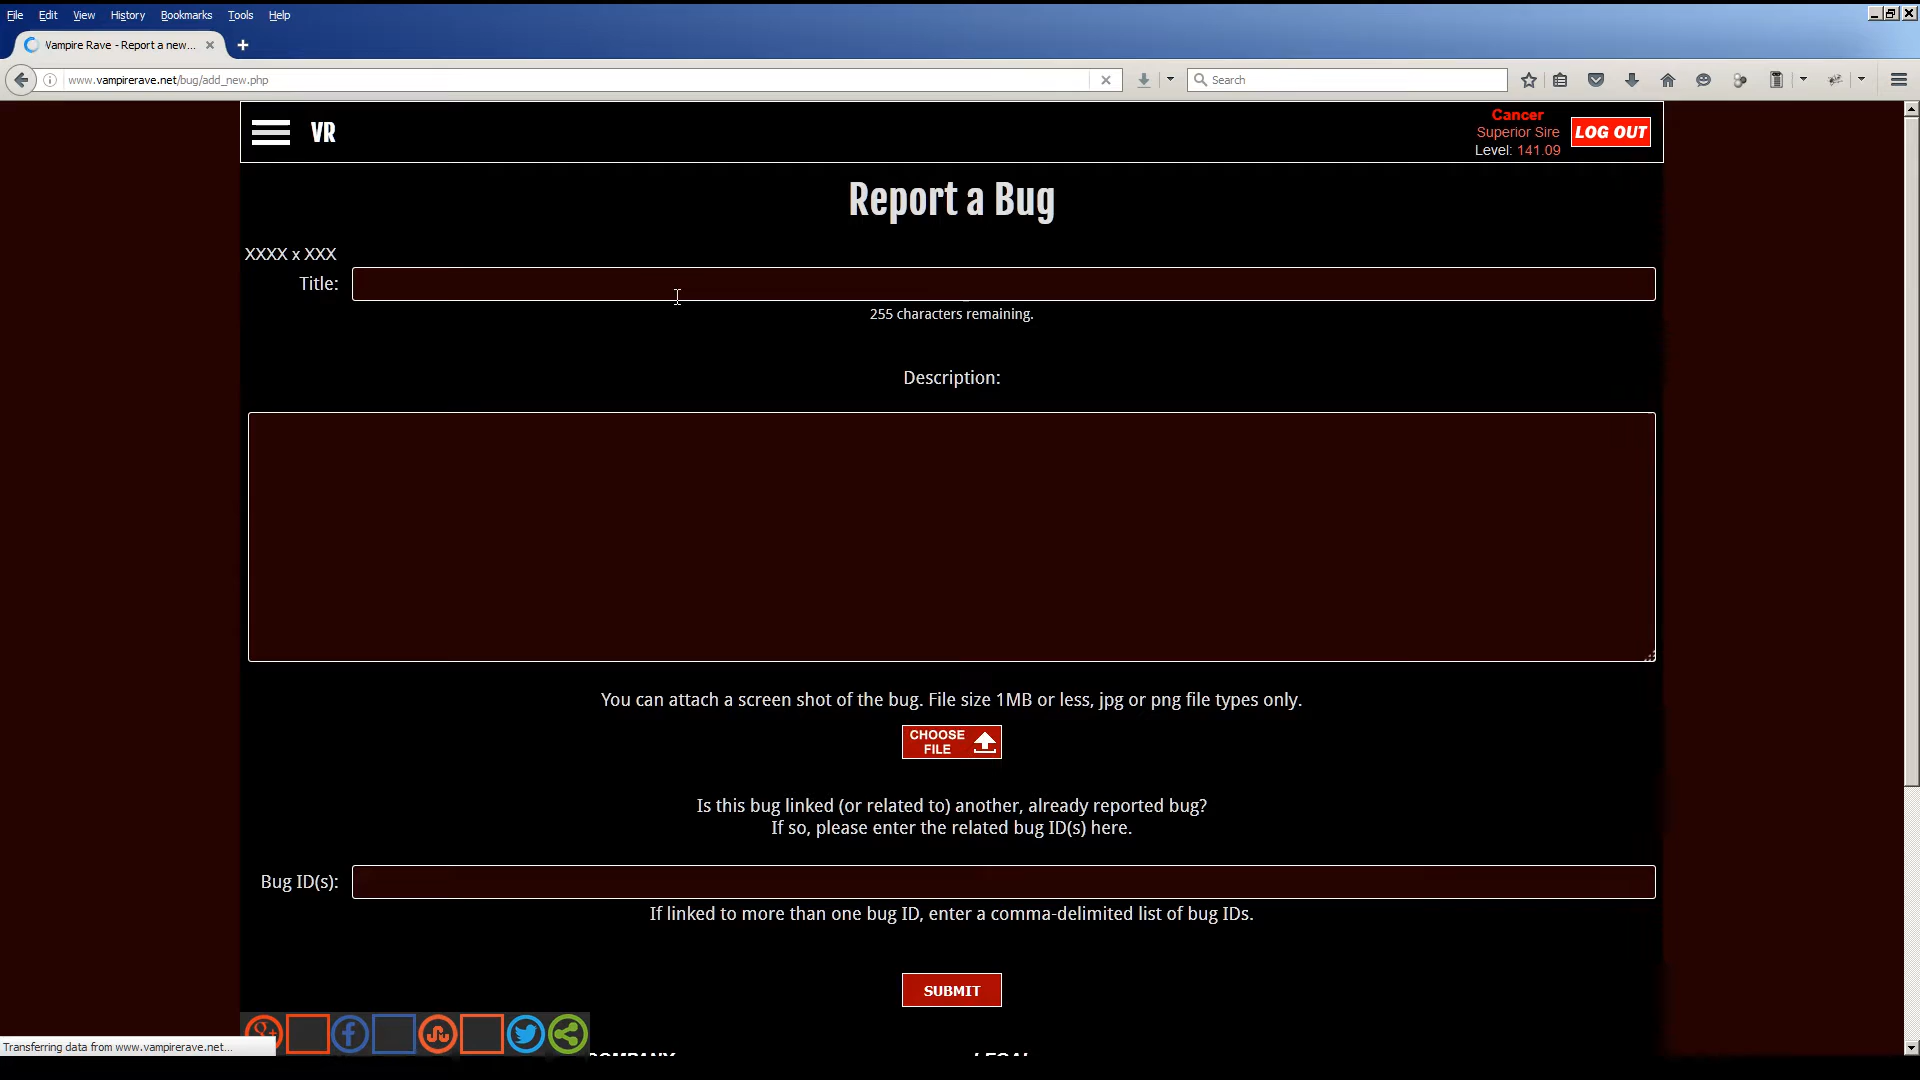 File Edit View History Bookmarks Tools Help
Vampire Rave - Report a new...
www.vampirerave.net/bug/add_new.php
Search
VR
Cancer
Superior Sire
Level: 141.09
LOG OUT
Report a Bug
XXXX x XXX
Title:
255 characters remaining.
Description:
You can attach a screen shot of the bug. File size 1MB or less, jpg or png file types only.
CHOOSE
FILE
Is this bug linked (or related to) another, already reported bug?
If so, please enter the related bug ID(s) here.
Bug ID(s):
If linked to more than one bug ID, enter a comma-delimited list of bug IDs.
SUBMIT
Transferring data from www.vampirerave.net...
COMPANY
LEGAL